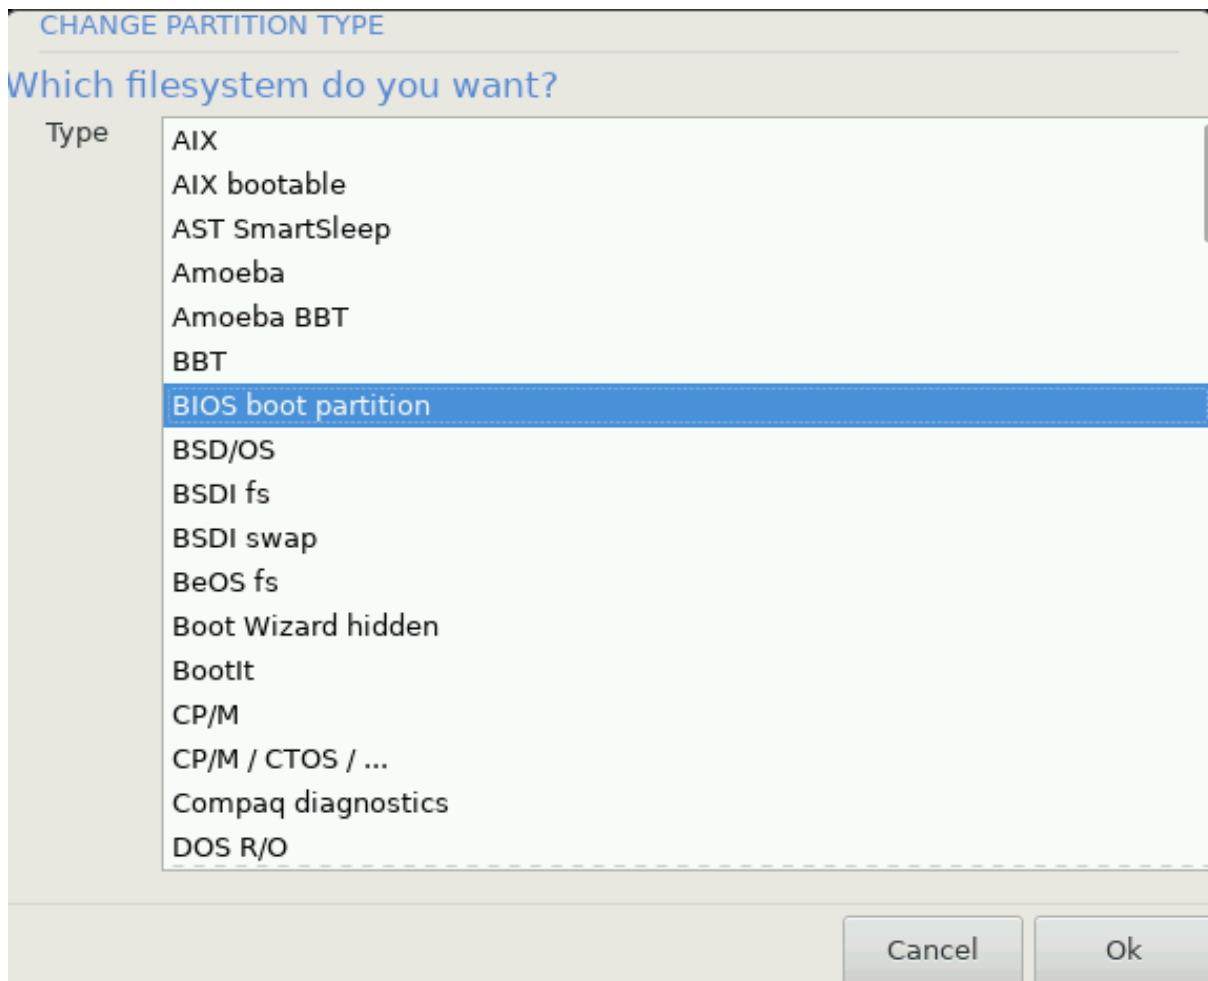 CHANGE PARTITION TYPE
Which filesystem do you want?
Type
AIX
AIX bootable
AST SmartSleep
Amoeba
Amoeba BBT
BBT
BIOS boot partition
BSD/OS
BSDI fs
BSDI swap
BeOS fs
Boot Wizard hidden
BootIt
CP/M
CP/M / CTOS / ...
Compaq diagnostics
DOS R/O
Cancel
Ok